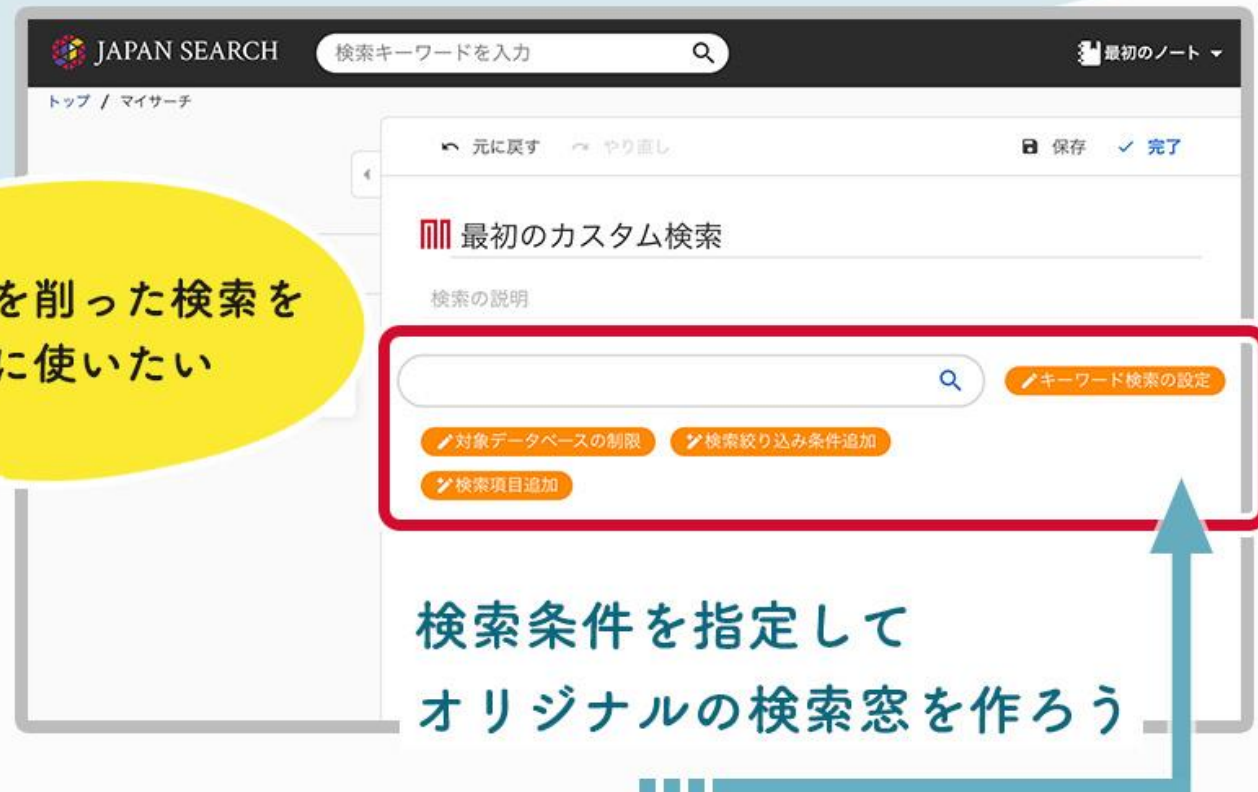 JAPAN SEARCH 検索キーワードを入力 最初のノート
トップ / マイサーチ
元に戻す やり直し 保存 完了
最初のカスタム検索
検索の説明
を削った検索を
に使いたい
キーワード検索の設定
対象データベースの制限 検索絞り込み条件追加
検索項目追加
検索条件を指定して
オリジナルの検索窓を作ろう